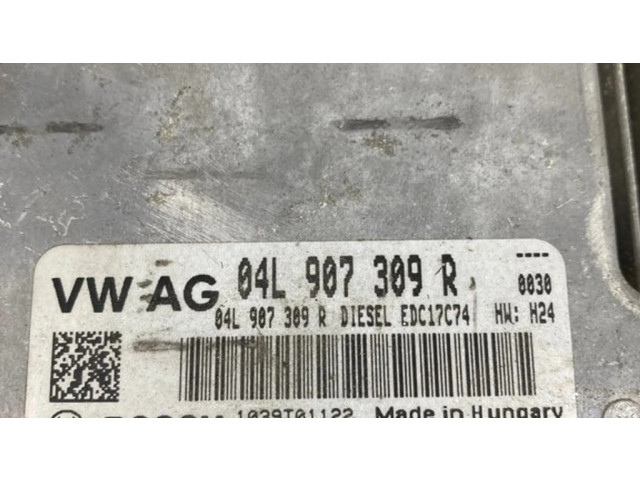 VW AG 04L 907 309 R ----
0030
04L 907 309 R DIESEL EDC17C74 HW: H24
1039T01122 Made in Hungary